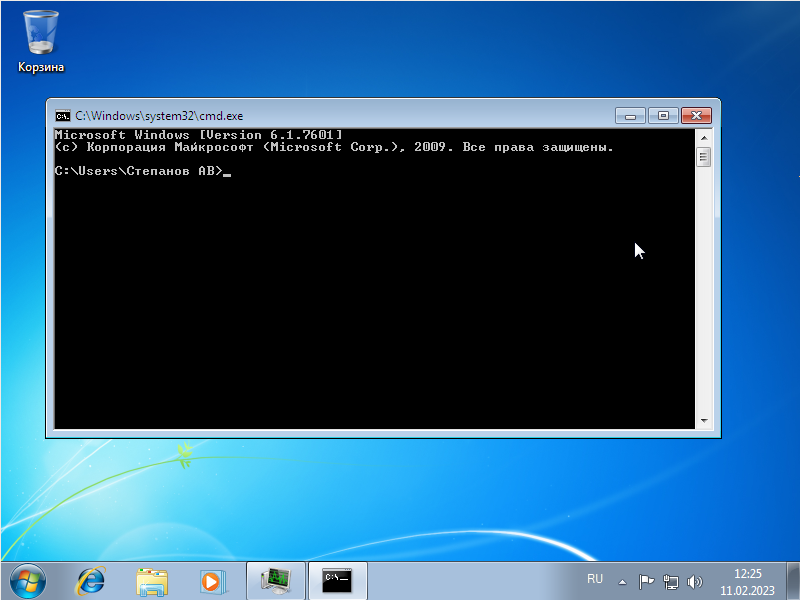 Корзина
C:\Windows\system32\cmd.exe
Microsoft Windows [Version 6.1.7601]
(c) Корпорация Майкрософт (Microsoft Corp.), 2009. Все права защищены.
C:\Users\Степанов АВ>_
RU
12:25
11.02.2023